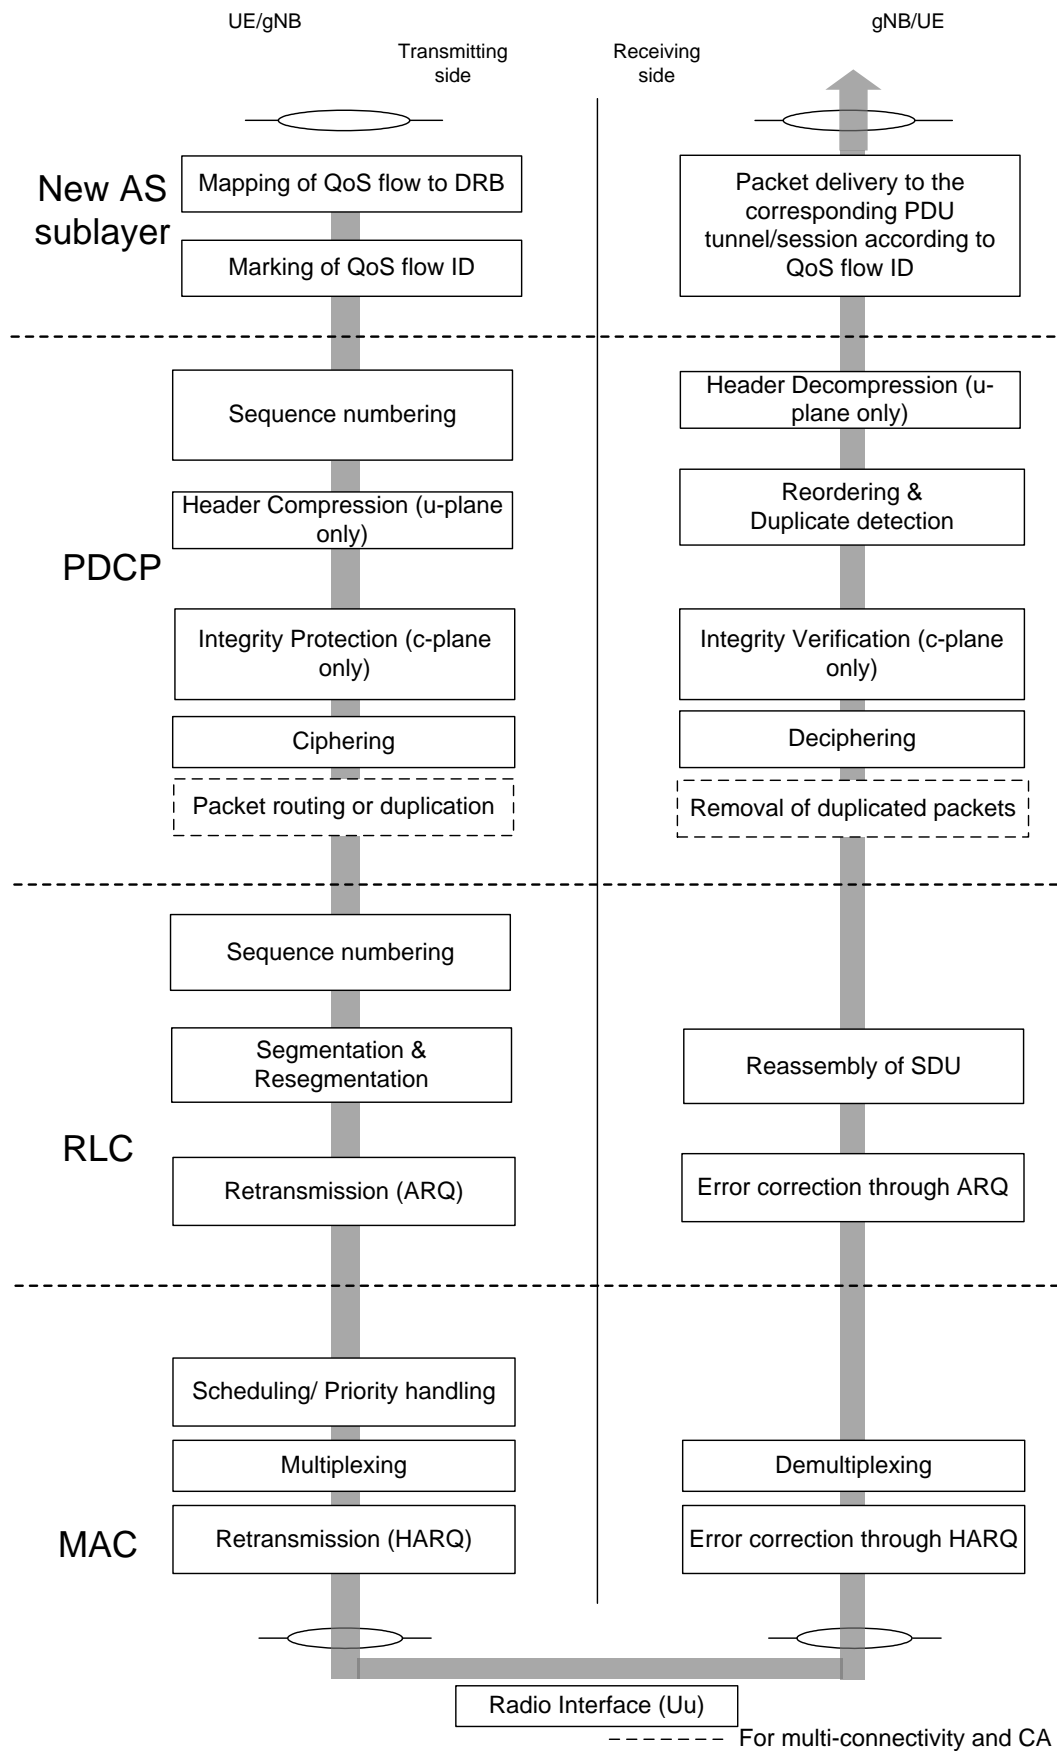 UE/gNB
gNB/UE
Transmitting
side
Receiving
side
New AS
sublayer
Mapping of QoS flow to DRB
Marking of QoS flow ID
Packet delivery to the
corresponding PDU
tunnel/session according to
QoS flow ID
PDCP
Sequence numbering
Header Compression (u-plane
only)
Integrity Protection (c-plane
only)
Ciphering
Packet routing or duplication
Header Decompression (u-
plane only)
Reordering &
Duplicate detection
Integrity Verification (c-plane
only)
Deciphering
Removal of duplicated packets
RLC
Sequence numbering
Segmentation &
Resegmentation
Retransmission (ARQ)
Reassembly of SDU
Error correction through ARQ
MAC
Scheduling/ Priority handling
Multiplexing
Retransmission (HARQ)
Demultiplexing
Error correction through HARQ
Radio Interface (Uu)
For multi-connectivity and CA